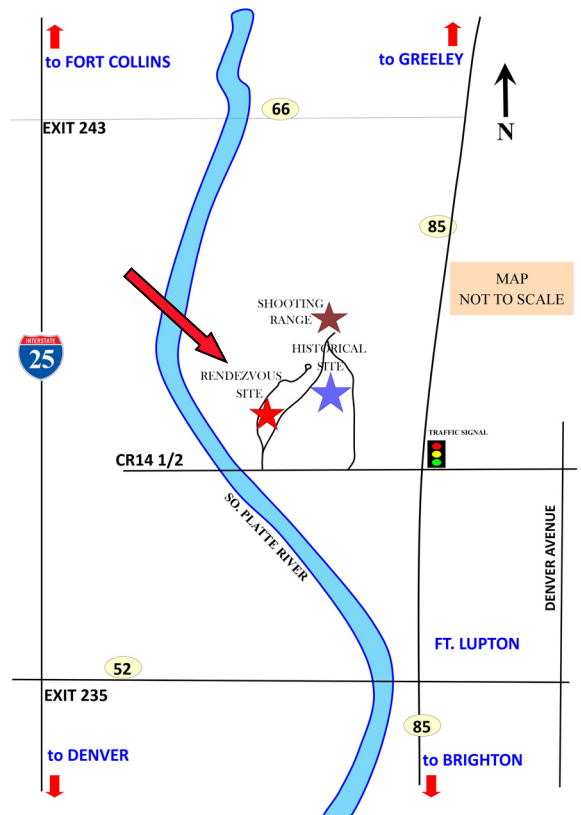 to FORT COLLINS
to GREELEY
66
EXIT 243
N
85
MAP
NOT TO SCALE
SHOOTING
RANGE
INTERSTATE
25
HISTORICAL
SITE
RENDEZVOUS
SITE
TRAFFIC SIGNAL
CR14 1/2
SO. PLATTE RIVER
DENVER AVENUE
FT. LUPTON
52
EXIT 235
85
to DENVER
to BRIGHTON